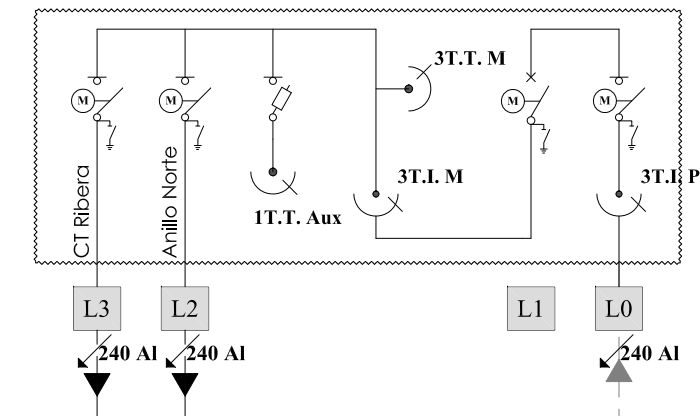 3T.T. M
M
M
M
M
CT Ribera
Anillo Norte
3T.I. M
3T.I. P
1T.T. Aux
L3
L2
L1
L0
240 Al
240 Al
240 Al